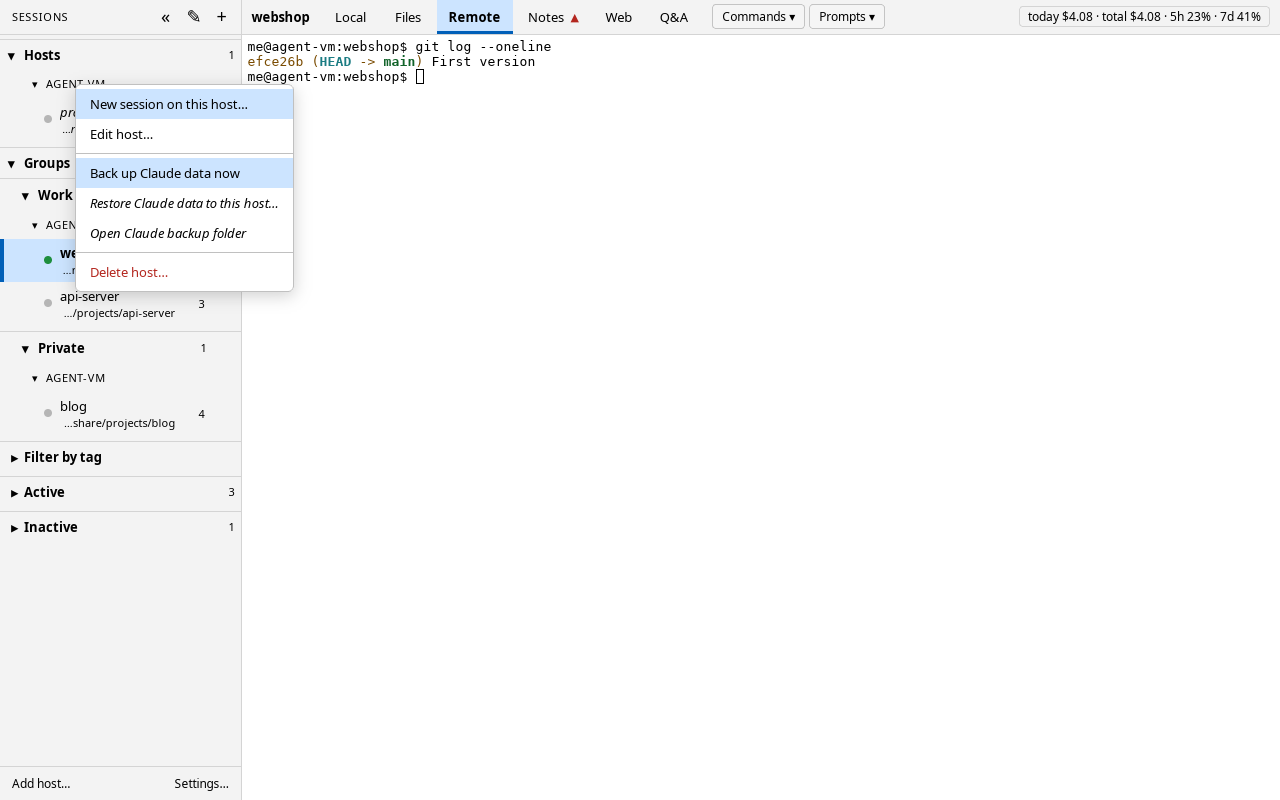 SESSIONS « ✎ +
webshop Local Files Remote Notes ▲ Web Q&A Commands ▾ Prompts ▾ today $4.08 · total $4.08 · 5h 23% · 7d 41%
▼ Hosts 1
▾ AGENT-VM
New session on this host...
Edit host...
Back up Claude data now
Restore Claude data to this host...
Open Claude backup folder
Delete host...
▼ Groups
▼ Work
api-server 3
.../projects/api-server
▼ Private 1
▾ AGENT-VM
blog 4
...share/projects/blog
▶ Filter by tag
▶ Active 3
▶ Inactive 1
Add host... Settings...
me@agent-vm:webshop$ git log --oneline
efce26b (HEAD -> main) First version
me@agent-vm:webshop$